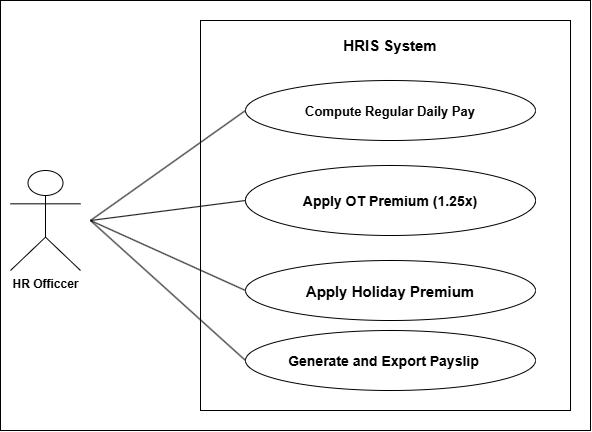 HRIS System
Compute Regular Daily Pay
Apply OT Premium (1.25x)
Apply Holiday Premium
Generate and Export Payslip
HR Officcer